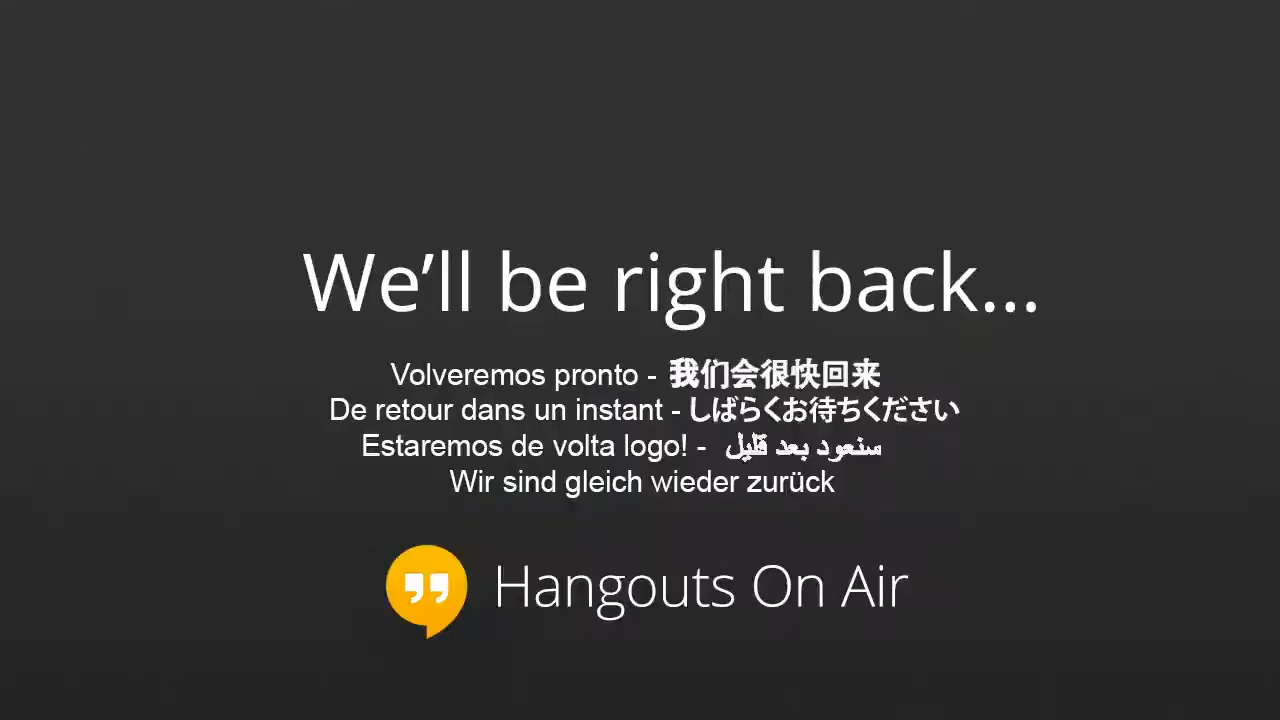 We’ll be right back...
Volveremos pronto - 我们会很快回来
De retour dans un instant - しばらくお待ちください
Estaremos de volta logo! - سنعود بعد قليل
Wir sind gleich wieder zurück
Hangouts On Air